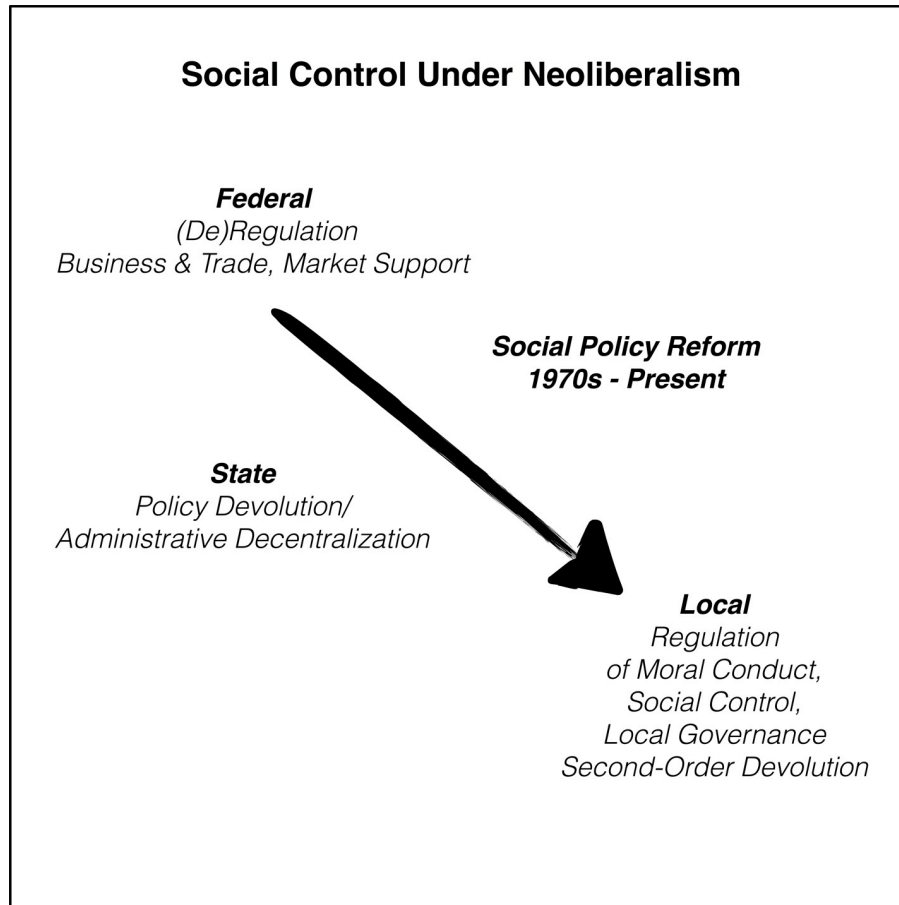 Social Control Under Neoliberalism
Federal
(De)Regulation
Business & Trade, Market Support
Social Policy Reform
1970s - Present
State
Policy Devolution/
Administrative Decentralization
Local
Regulation
of Moral Conduct,
Social Control,
Local Governance
Second-Order Devolution